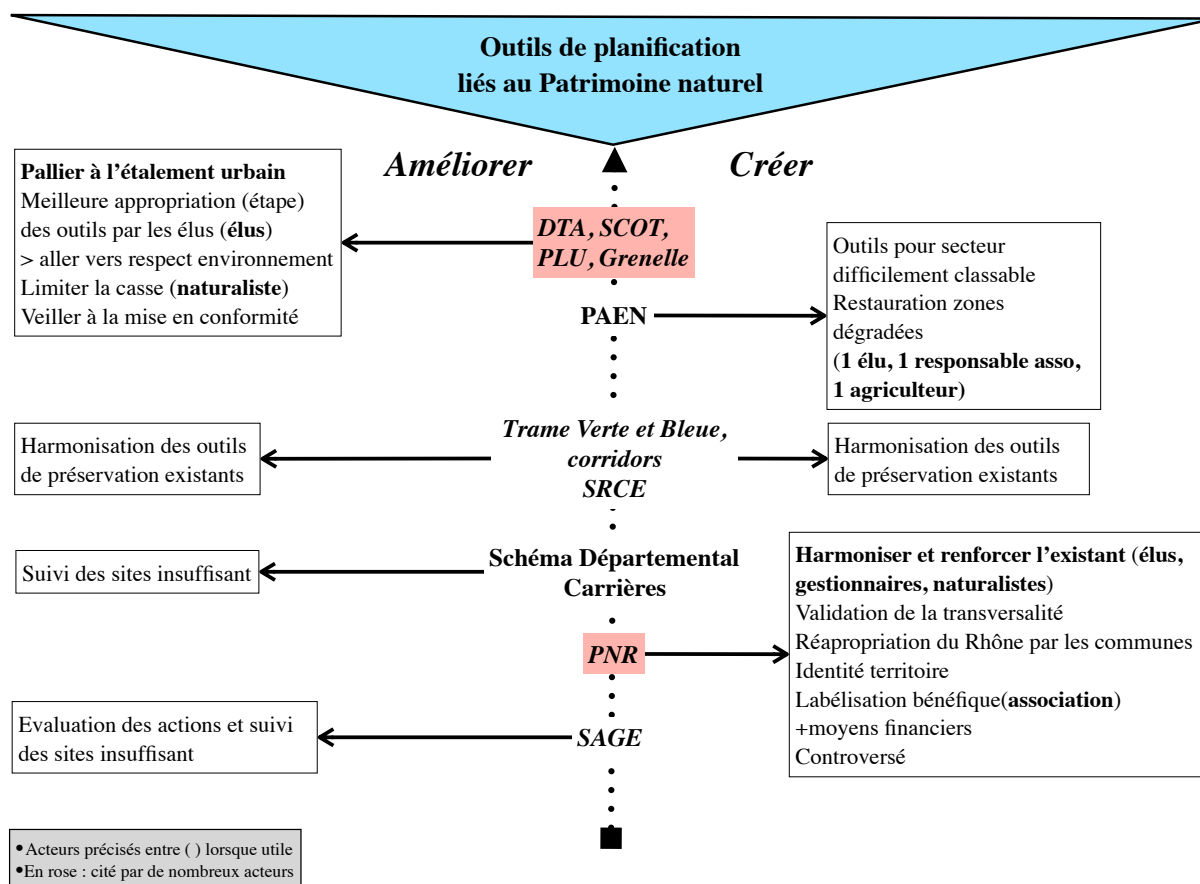 Outils de planification
liés au Patrimoine naturel
Améliorer
Créer
Pallier à l'étalement urbain
Meilleure appropriation (étape)
des outils par les élus (élus)
> aller vers respect environnement
Limiter la casse (naturaliste)
Veiller à la mise en conformité
DTA, SCOT,
PLU, Grenelle
PAEN
Outils pour secteur
difficilement classable
Restauration zones
dégradées
(1 élu, 1 responsable asso,
1 agriculteur)
Harmonisation des outils
de préservation existants
Trame Verte et Bleue,
corridors
SRCE
Harmonisation des outils
de préservation existants
Suivi des sites insuffisant
Schéma Départemental
Carrières
Harmoniser et renforcer l'existant (élus,
gestionnaires, naturalistes)
Validation de la transversalité
Réapropriation du Rhône par les communes
Identité territoire
Labélisation bénéfique(association)
+moyens financiers
Controversé
PNR
Evaluation des actions et suivi
des sites insuffisant
SAGE
• Acteurs précisés entre ( ) lorsque utile
• En rose : cité par de nombreux acteurs